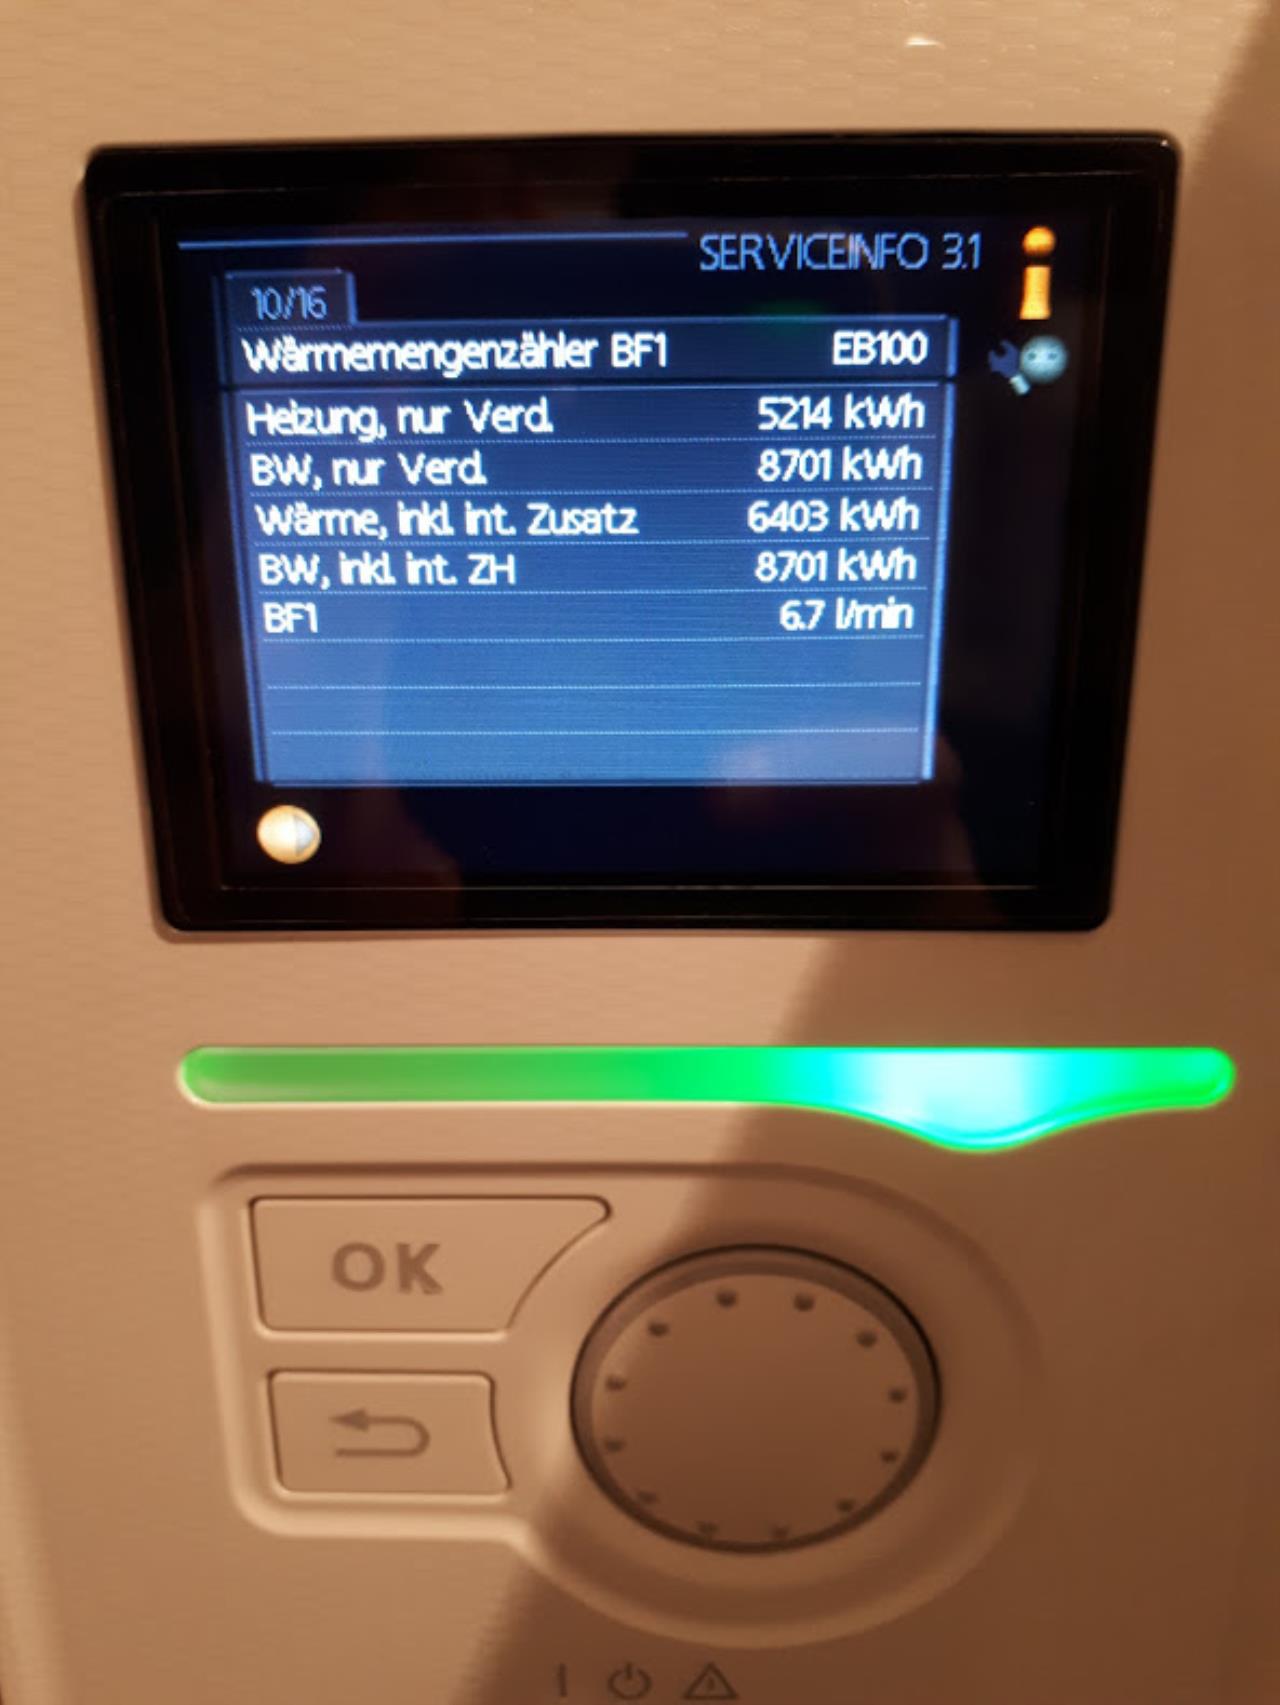 SERVICEINFO 3.1
10/16
Wärmemengenzähler BF1 EB100
Heizung, nur Verd. 5214 kWh
BW, nur Verd. 8701 kWh
Wärme, inkl. int. Zusatz 6403 kWh
BW, inkl. int. ZH 8701 kWh
BF1 6.7 l/min
OK